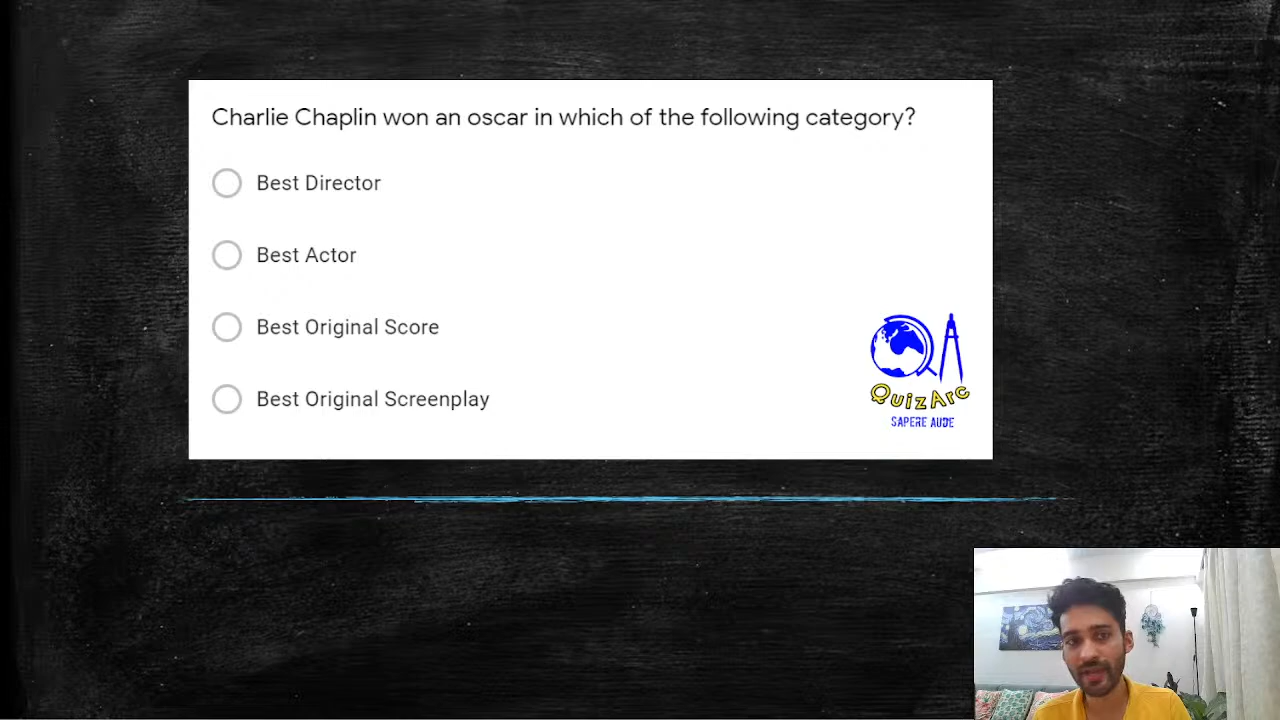 Charlie Chaplin won an oscar in which of the following category?
Best Director
Best Actor
Best Original Score
Best Original Screenplay
QA
QuizArc
SAPERE AUDE